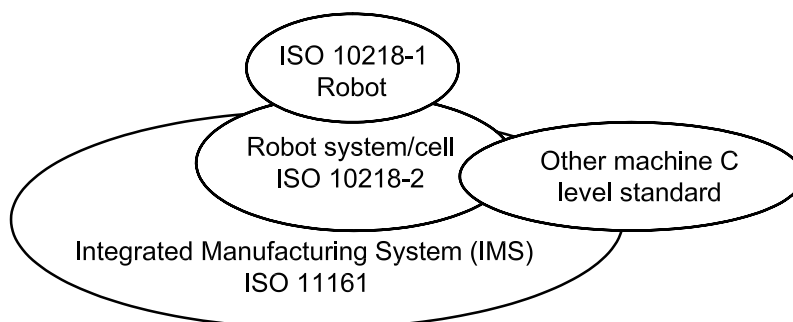 ISO 10218-1
Robot
Robot system/cell
ISO 10218-2
Other machine C
level standard
Integrated Manufacturing System (IMS)
ISO 11161